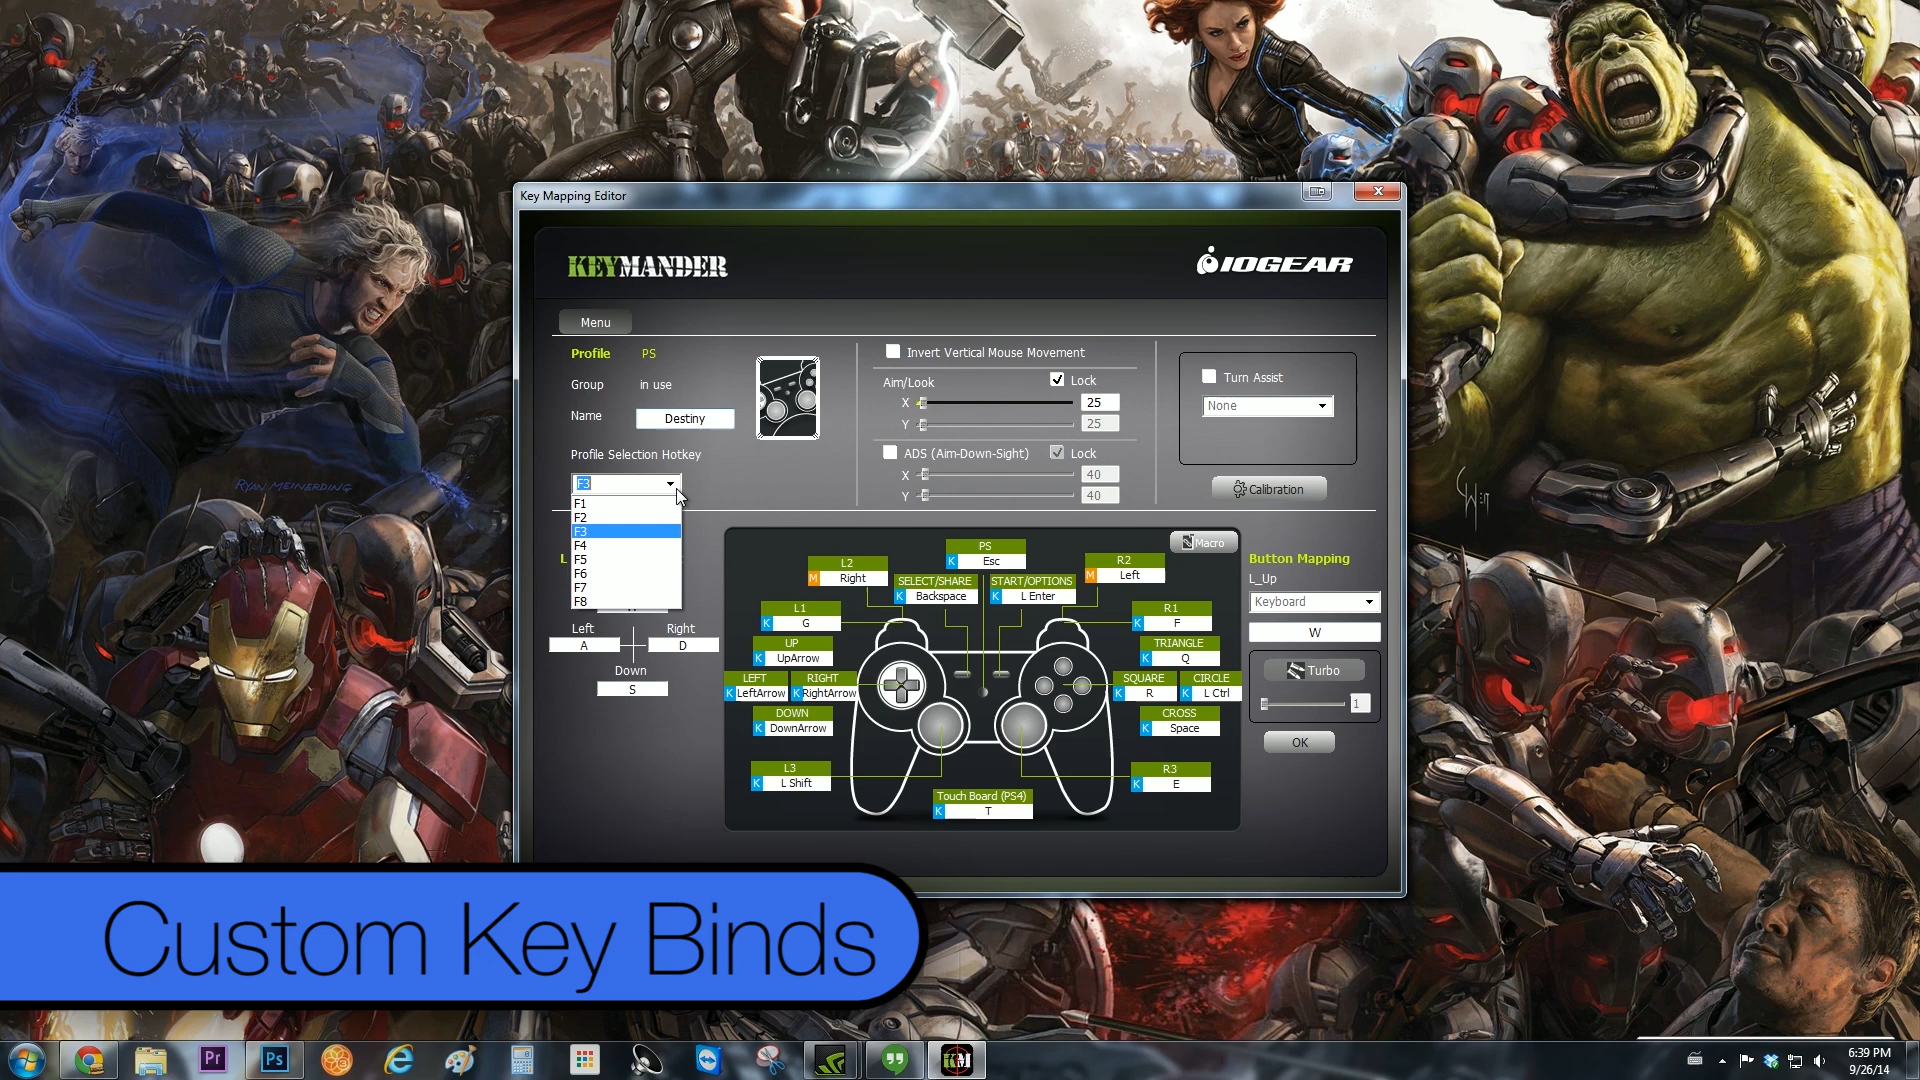 Key Mapping Editor
KEYMANDER
IOGEAR
Menu
Profile PS
Group in use
Name Destiny
Profile Selection Hotkey
F3
F1
F2
F3
F4
F5
F6
F7
F8
L
Left Right
A D
Down
S
Invert Vertical Mouse Movement
Aim/Look Lock
X 25
Y 25
ADS (Aim-Down-Sight) Lock
X 40
Y 40
Turn Assist
None
Calibration
Macro
PS
K Esc
L2
M Right
R2
M Left
SELECT/SHARE
K Backspace
START/OPTIONS
K L Enter
L1
K G
R1
K F
UP
K UpArrow
TRIANGLE
K Q
LEFT
K LeftArrow
RIGHT
K RightArrow
SQUARE
K R
CIRCLE
K L Ctrl
DOWN
K DownArrow
CROSS
K Space
L3
K L Shift
R3
K E
Touch Board (PS4)
K T
Button Mapping
L_Up
Keyboard
W
Turbo
1
OK
RYAN MEINERDING
Custom Key Binds
Pr
Ps
KM
6:39 PM
9/26/14